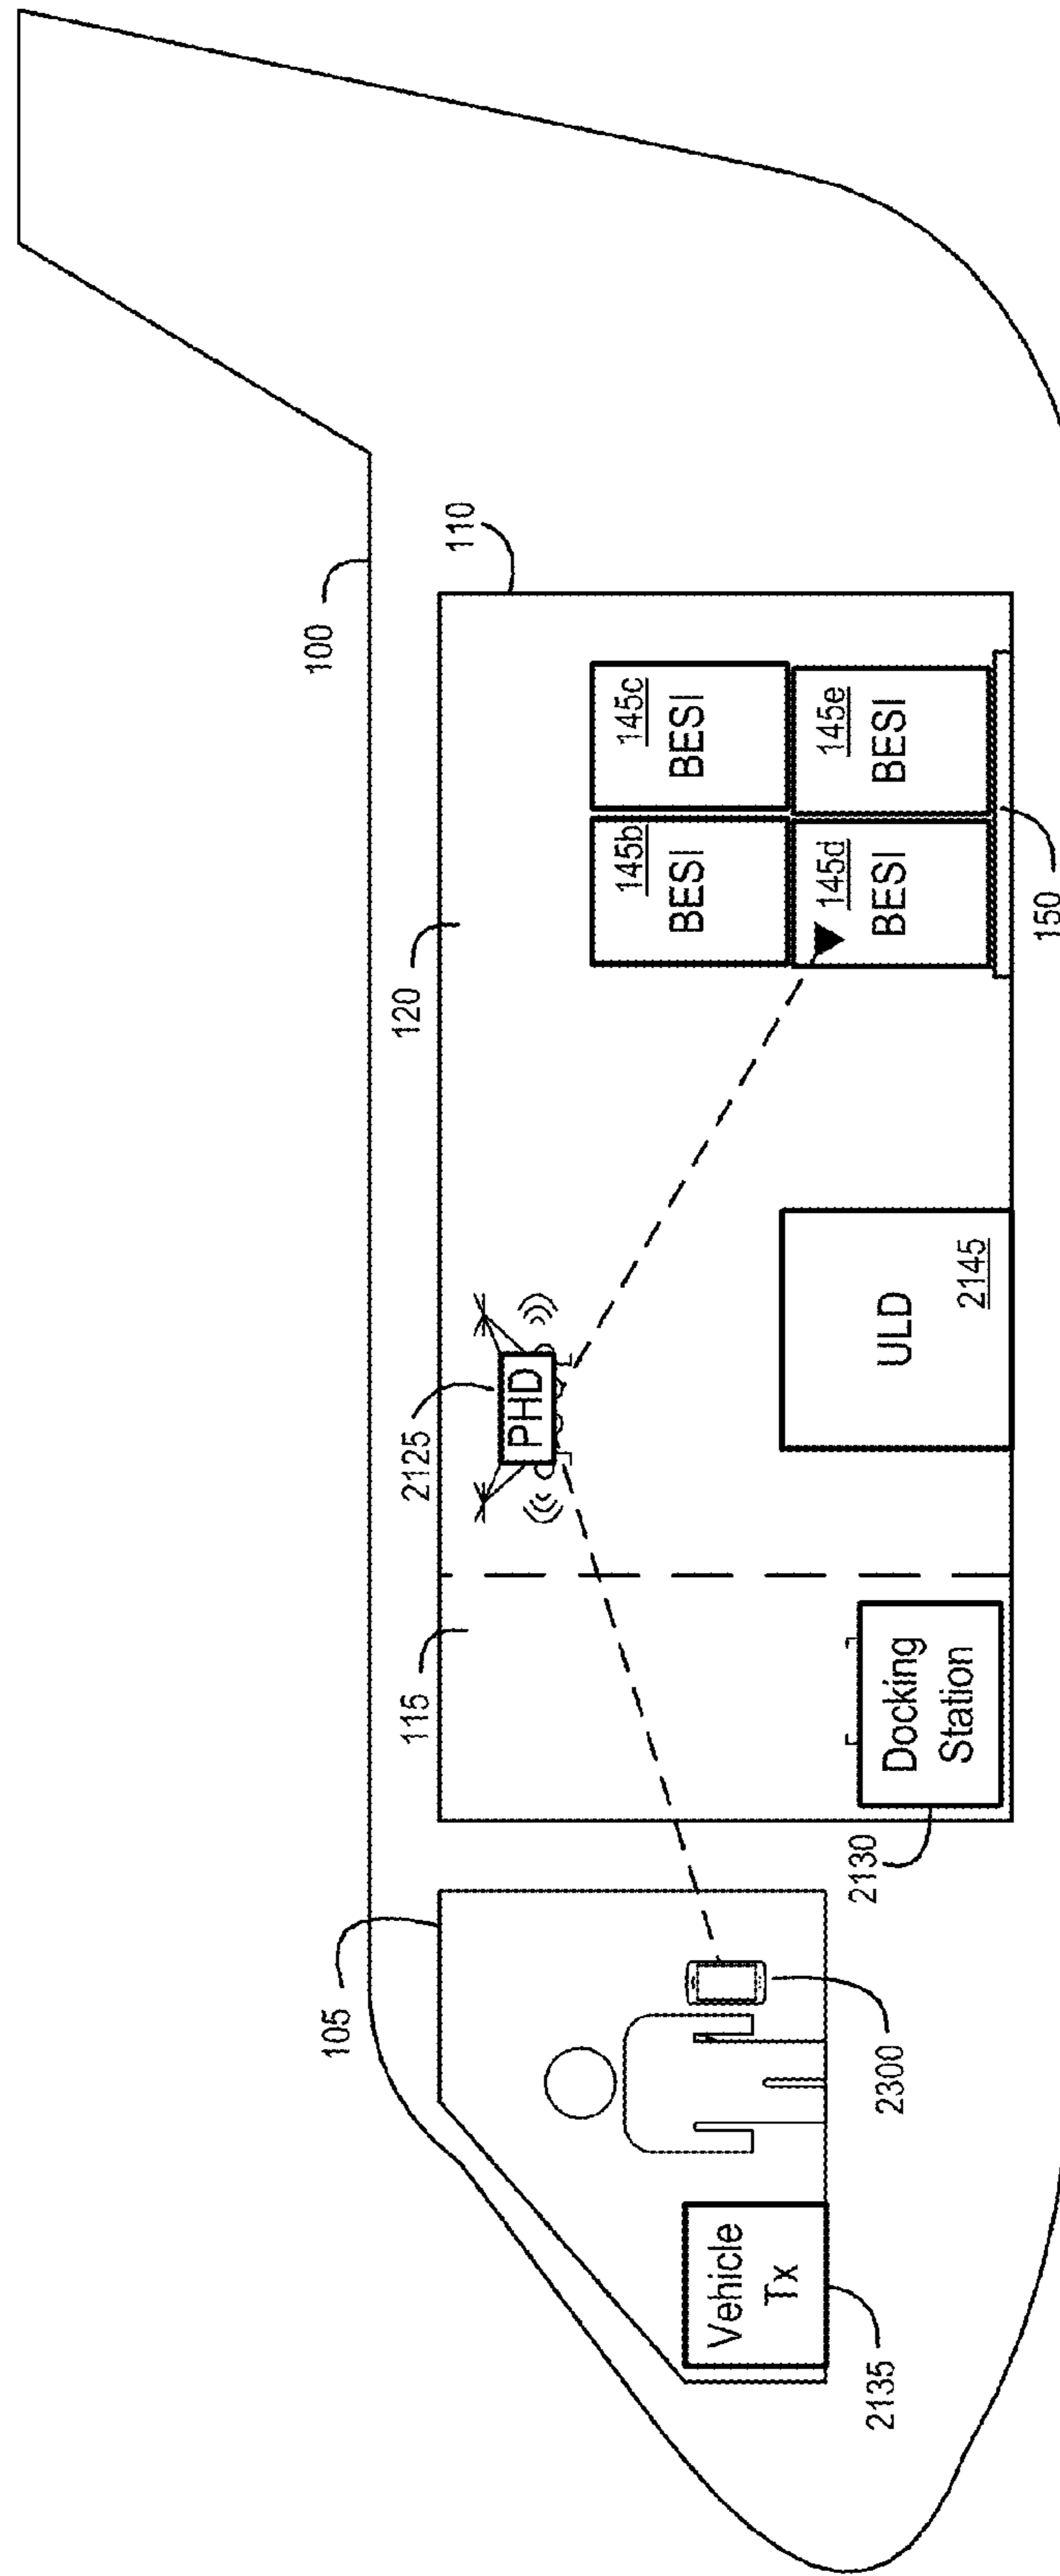 100
110
120
145b
BESI
145c
BESI
145d
BESI
145e
BESI
150
2125
PHD
115
ULD
2145
Docking
Station
2130
105
2300
Vehicle
Tx
2135